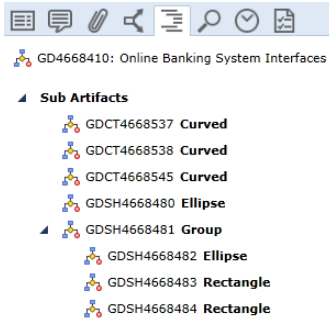 GD4668410: Online Banking System Interfaces
Sub Artifacts
GDCT4668537 Curved
GDCT4668538 Curved
GDCT4668545 Curved
GDSH4668480 Ellipse
GDSH4668481 Group
GDSH4668482 Ellipse
GDSH4668483 Rectangle
GDSH4668484 Rectangle